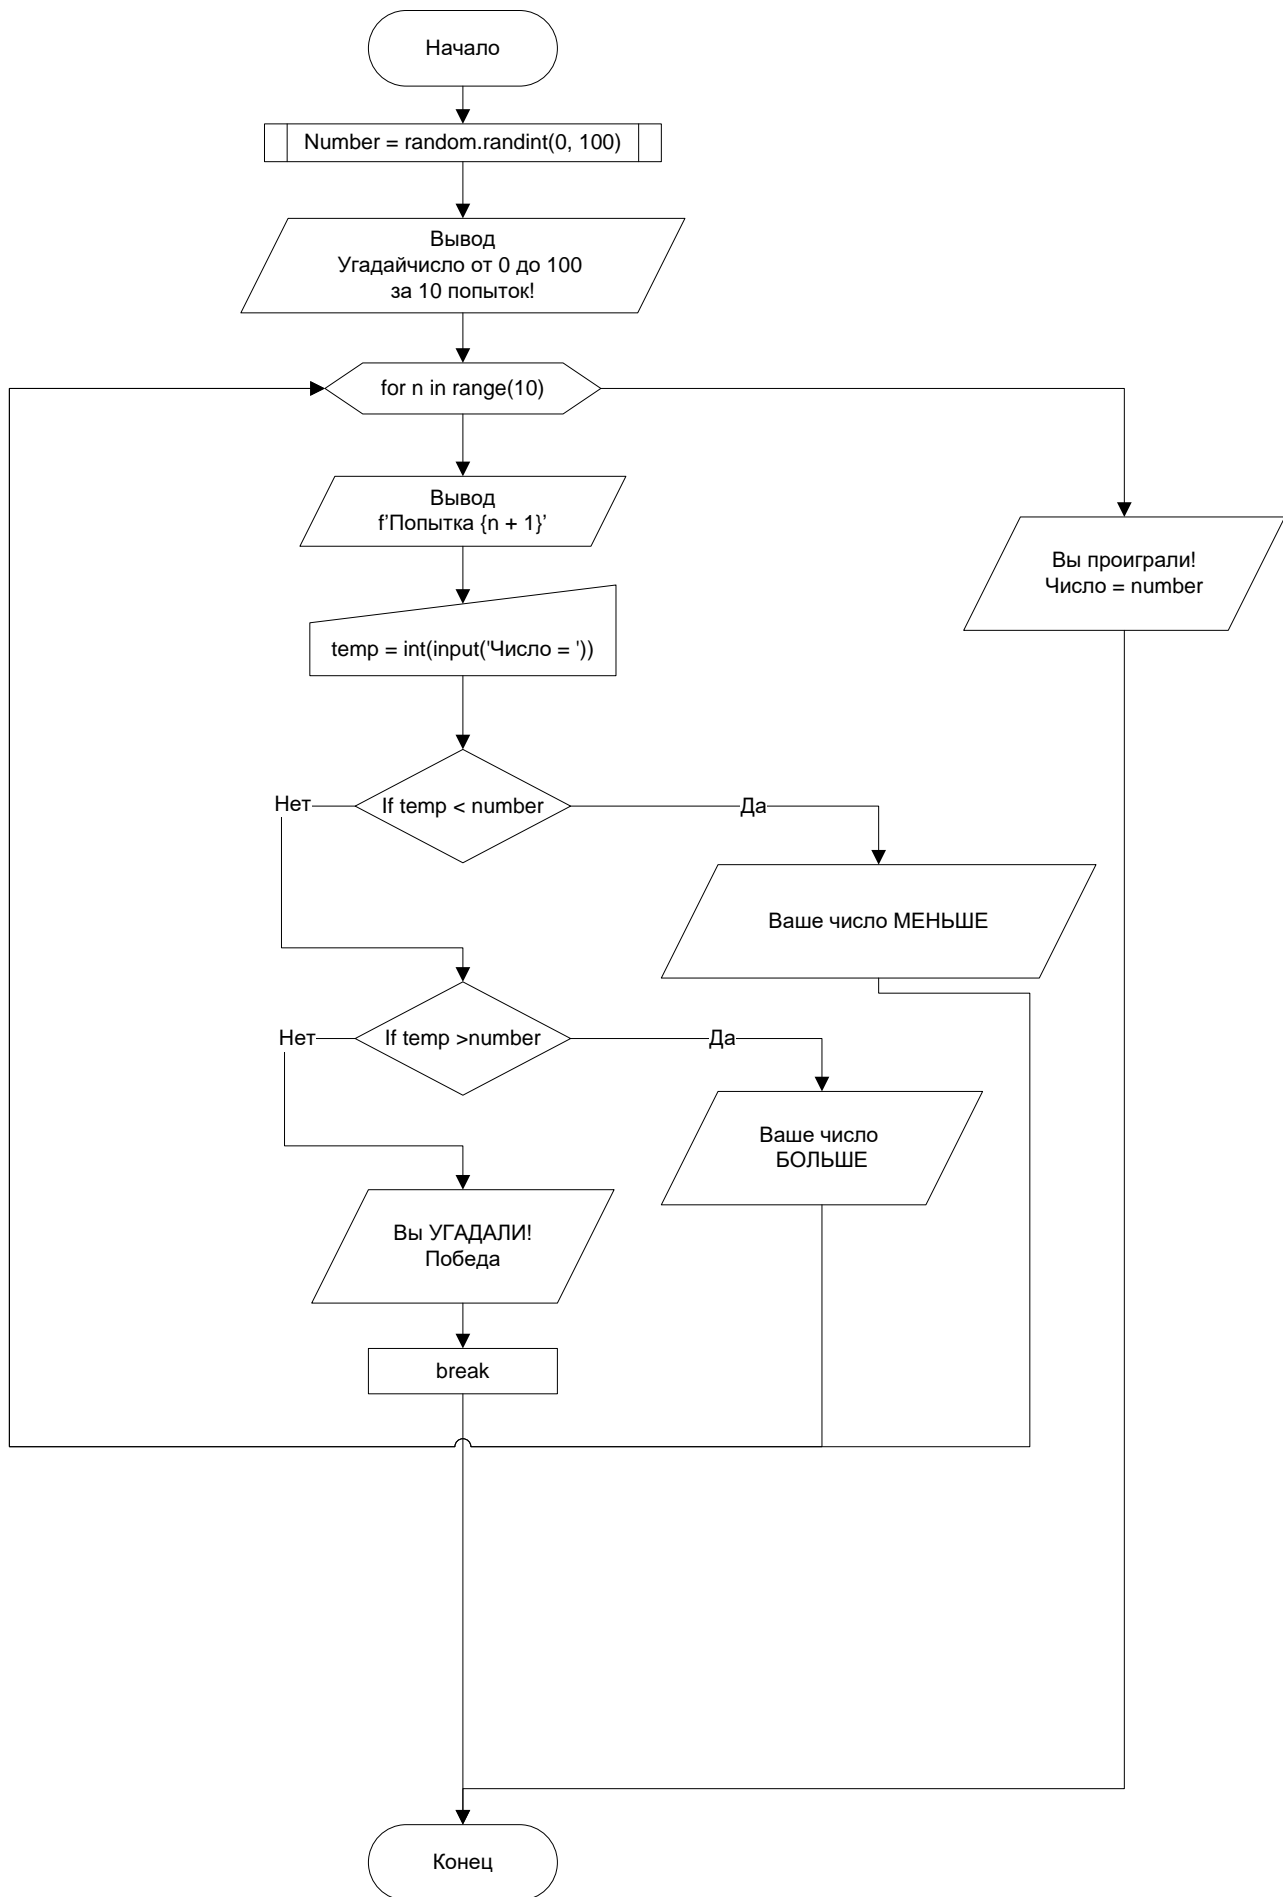 Начало
Number = random.randint(0, 100)
Вывод
Угадайчисло от 0 до 100
за 10 попыток!
for n in range(10)
Вывод
f’Попытка {n + 1}’
Вы проиграли!
Число = number
temp = int(input('Число = '))
Нет
If temp < number
Да
Ваше число МЕНЬШЕ
Нет
If temp >number
Да
Ваше число
БОЛЬШЕ
Вы УГАДАЛИ!
Победа
break
Конец